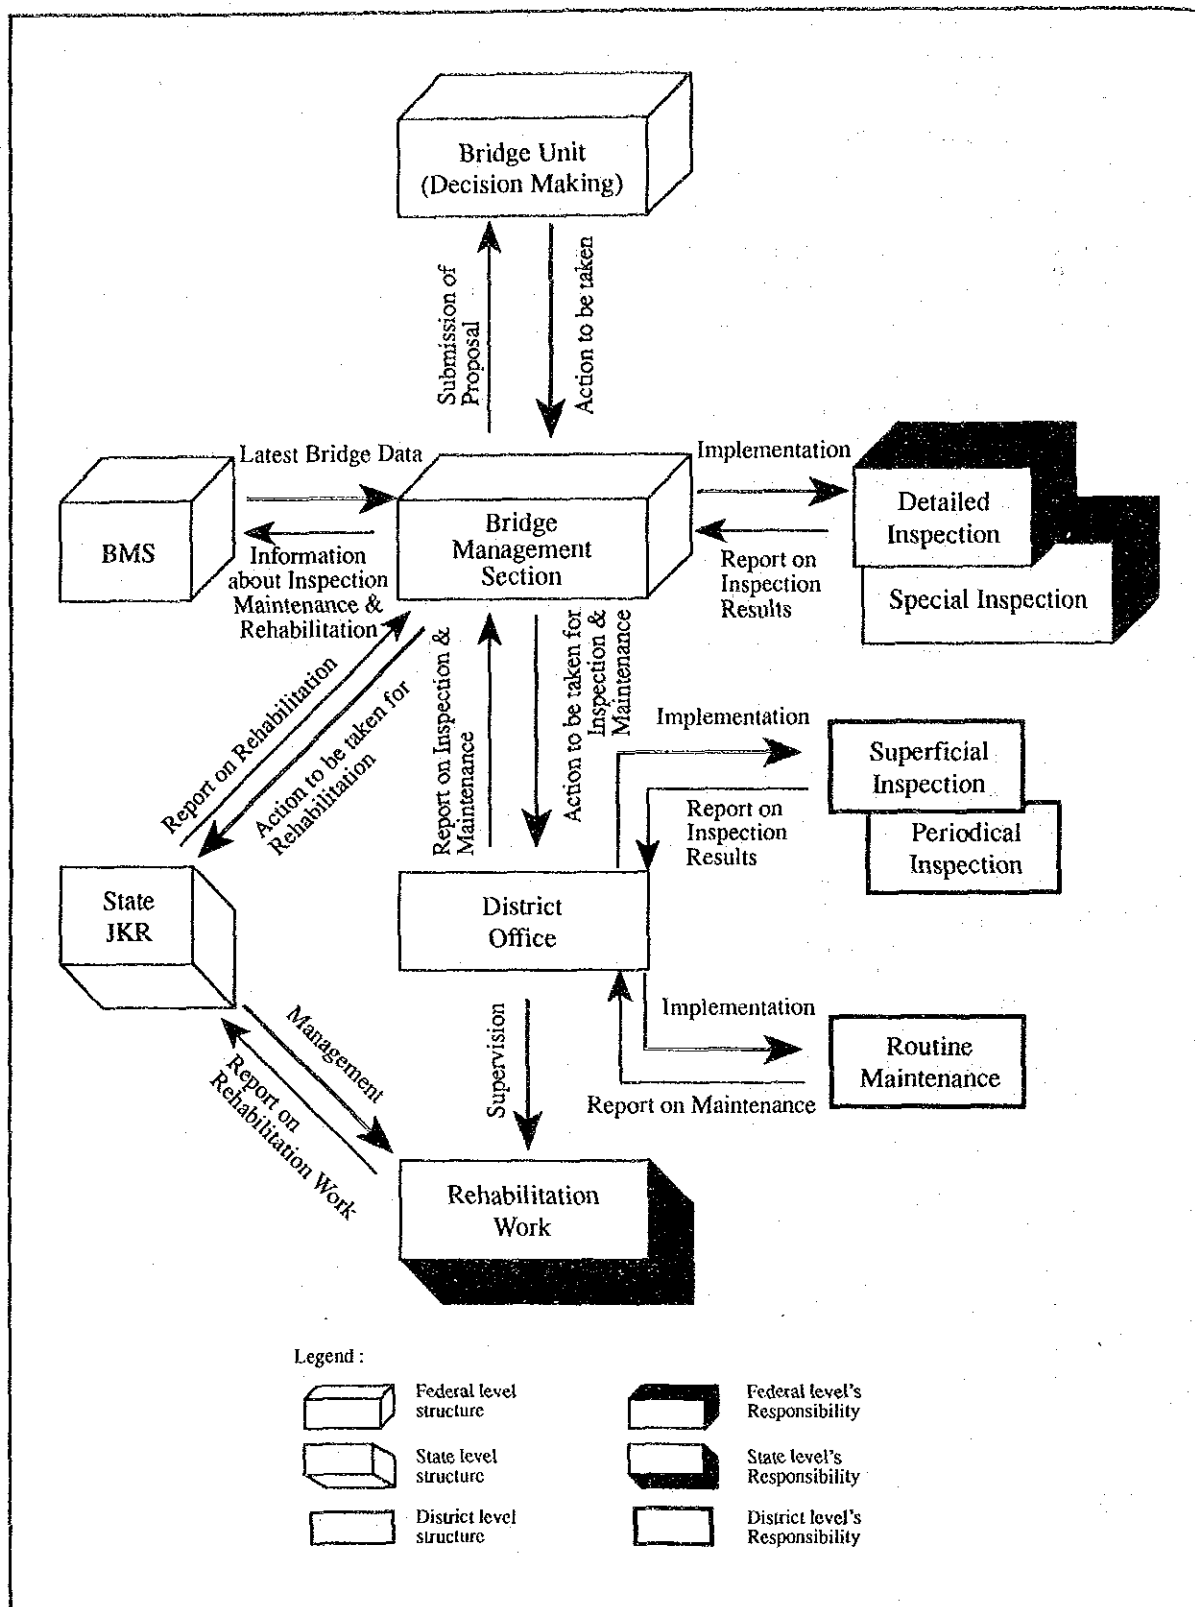 Bridge Unit
(Decision Making)
Submission of
Proposal
Action to be taken
Latest Bridge Data
Implementation
BMS
Bridge
Management
Section
Detailed
Inspection
Special Inspection
Information
about Inspection
Maintenance &
Rehabilitation
Report on
Inspection
Results
Report on Rehabilitation
Action to be taken for
Rehabilitation
Report on Inspection &
Maintenance
Action to be taken for
Inspection &
Maintenance
Implementation
Superficial
Inspection
Report on
Inspection
Results
Periodical
Inspection
State
JKR
District
Office
Management
Report on
Rehabilitation Work
Supervision
Implementation
Routine
Maintenance
Report on Maintenance
Rehabilitation
Work
Legend :
Federal level
structure
Federal level's
Responsibility
State level
structure
State level's
Responsibility
District level
structure
District level's
Responsibility